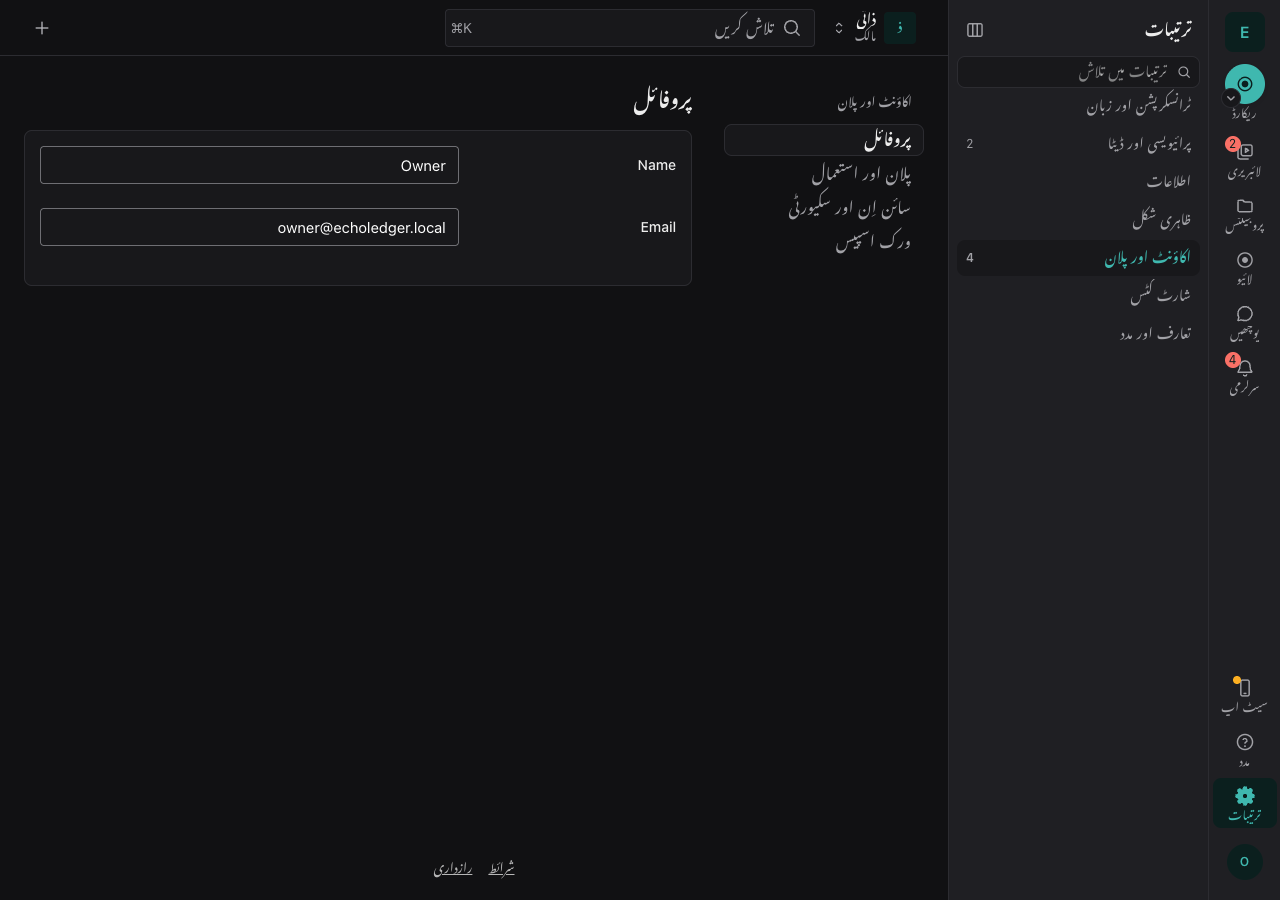 E
ریکارڈ
2
لائبریری
پروجیکٹس
لائیو
پوچھیں
4
سرگرمی
سیٹ اپ
مدد
ترتیبات
O
ترتیبات
ترتیبات میں تلاش
ٹرانسکرپشن اور زبان
پرائیویسی اور ڈیٹا 2
اطلاعات
ظاہری شکل
اکاؤنٹ اور پلان 4
شارٹ کٹس
تعارف اور مدد
ذ
ذاتی
مالک
تلاش کریں ⌘K
اکاؤنٹ اور پلان
پروفائل
پلان اور استعمال
سائن اِن اور سکیورٹی
ورک اسپیس
پروفائل
Name Owner
Email owner@echoledger.local
شرائط رازداری